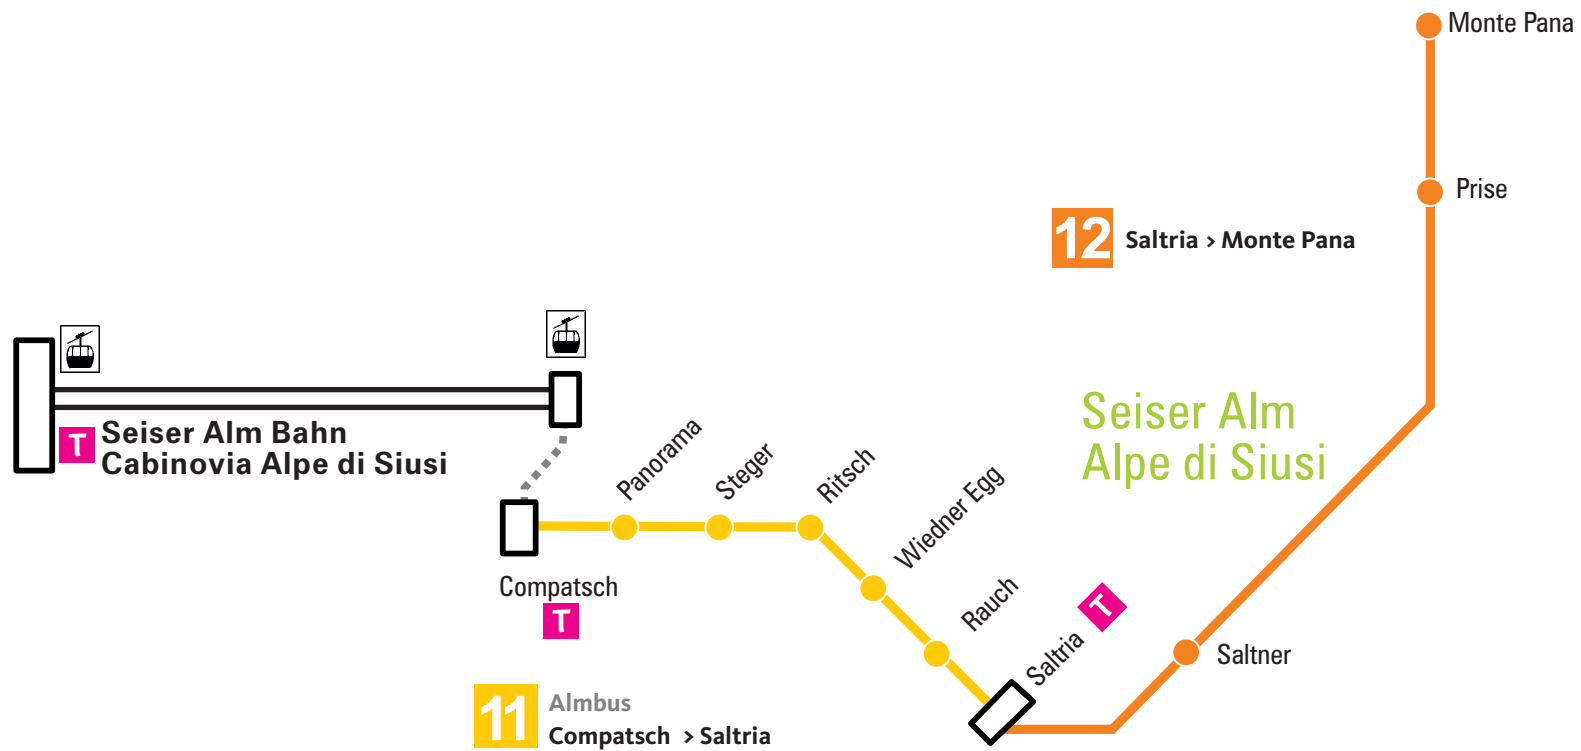 Monte Pana
Prise
12 Saltria > Monte Pana
T Seiser Alm Bahn
Cabinovia Alpe di Siusi
Seiser Alm
Alpe di Siusi
Panorama
Steger
Ritsch
Wiedner Egg
Compatsch
T
Rauch
Saltria T
Saltner
11 Almbus
Compatsch > Saltria